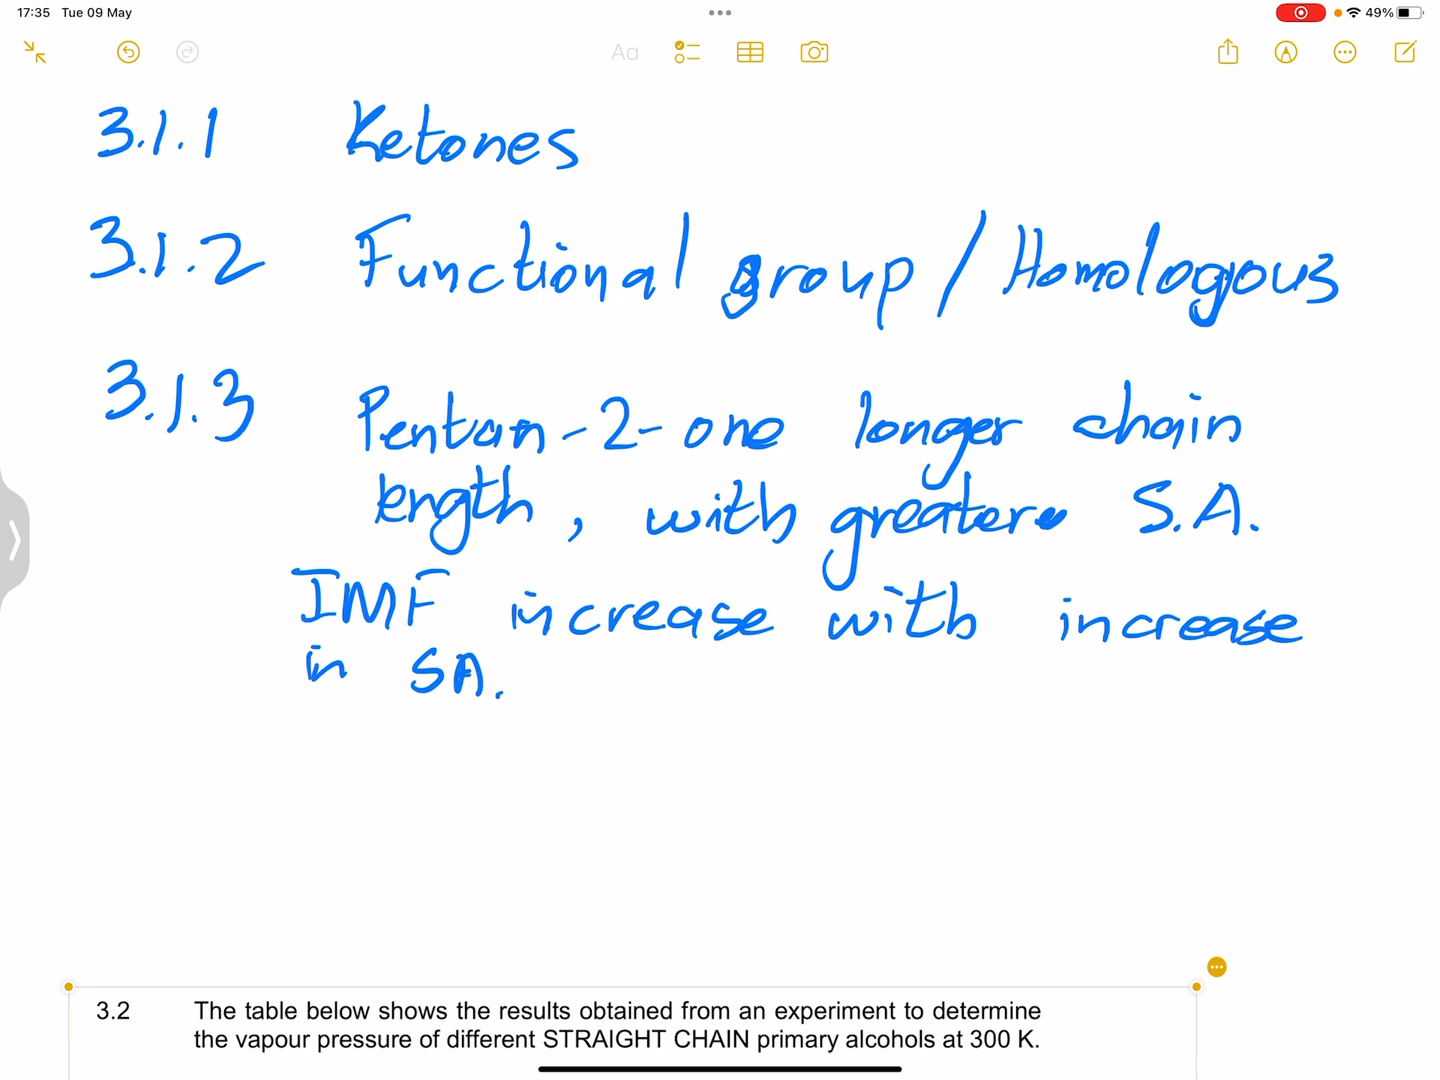 17:35 Tue 09 May
49%
Aa
3.1.1 Ketones
3.1.2 Functional group / Homologous
3.1.3 Pentan-2-one longer chain
length, with greater S.A.
IMF increase with increase
in SA.
3.2 The table below shows the results obtained from an experiment to determine
the vapour pressure of different STRAIGHT CHAIN primary alcohols at 300 K.